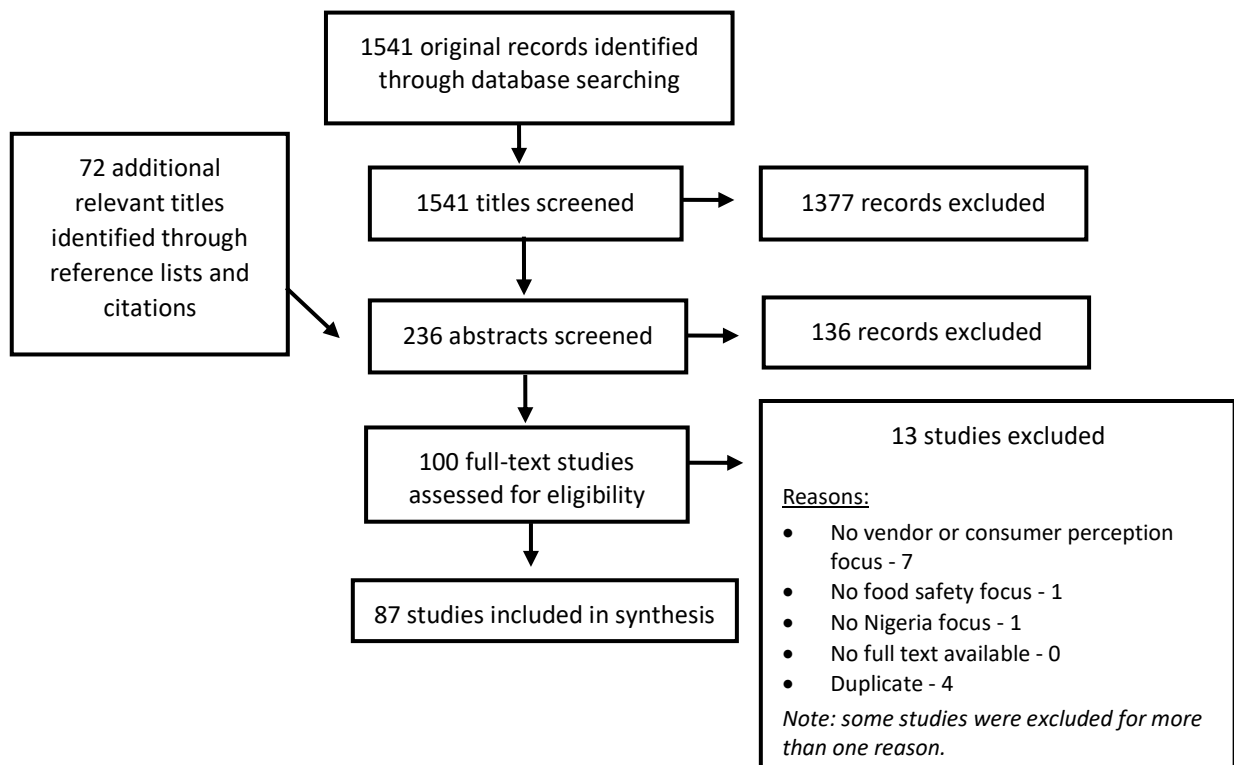 1541 original records identified
through database searching
72 additional
relevant titles
identified through
reference lists and
citations
1541 titles screened
1377 records excluded
236 abstracts screened
136 records excluded
100 full-text studies
assessed for eligibility
13 studies excluded
Reasons:
• No vendor or consumer perception
focus - 7
• No food safety focus - 1
• No Nigeria focus - 1
• No full text available - 0
• Duplicate - 4
Note: some studies were excluded for more
than one reason.
87 studies included in synthesis